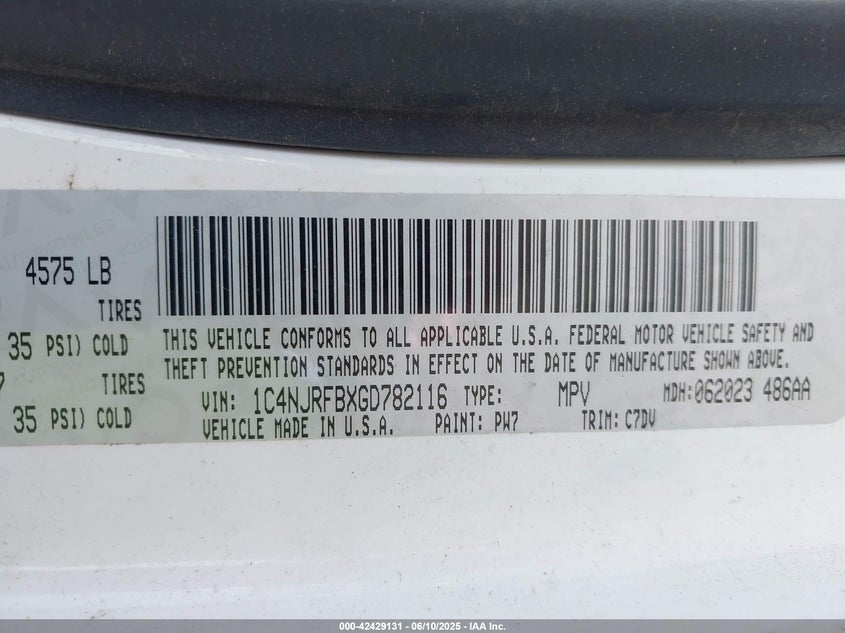 4575 LB
TIRES
35 PSI) COLD
TIRES
35 PSI) COLD
THIS VEHICLE CONFORMS TO ALL APPLICABLE U.S.A. FEDERAL MOTOR VEHICLE SAFETY AND
THEFT PREVENTION STANDARDS IN EFFECT ON THE DATE OF MANUFACTURE SHOWN ABOVE.
VIN: 1C4NJRFBXGD782116 TYPE: MPV MDH:062023 486AA
VEHICLE MADE IN U.S.A. PAINT: PW7 TRIM: C7DV
000-42429131 - 06/10/2025 - IAA Inc.